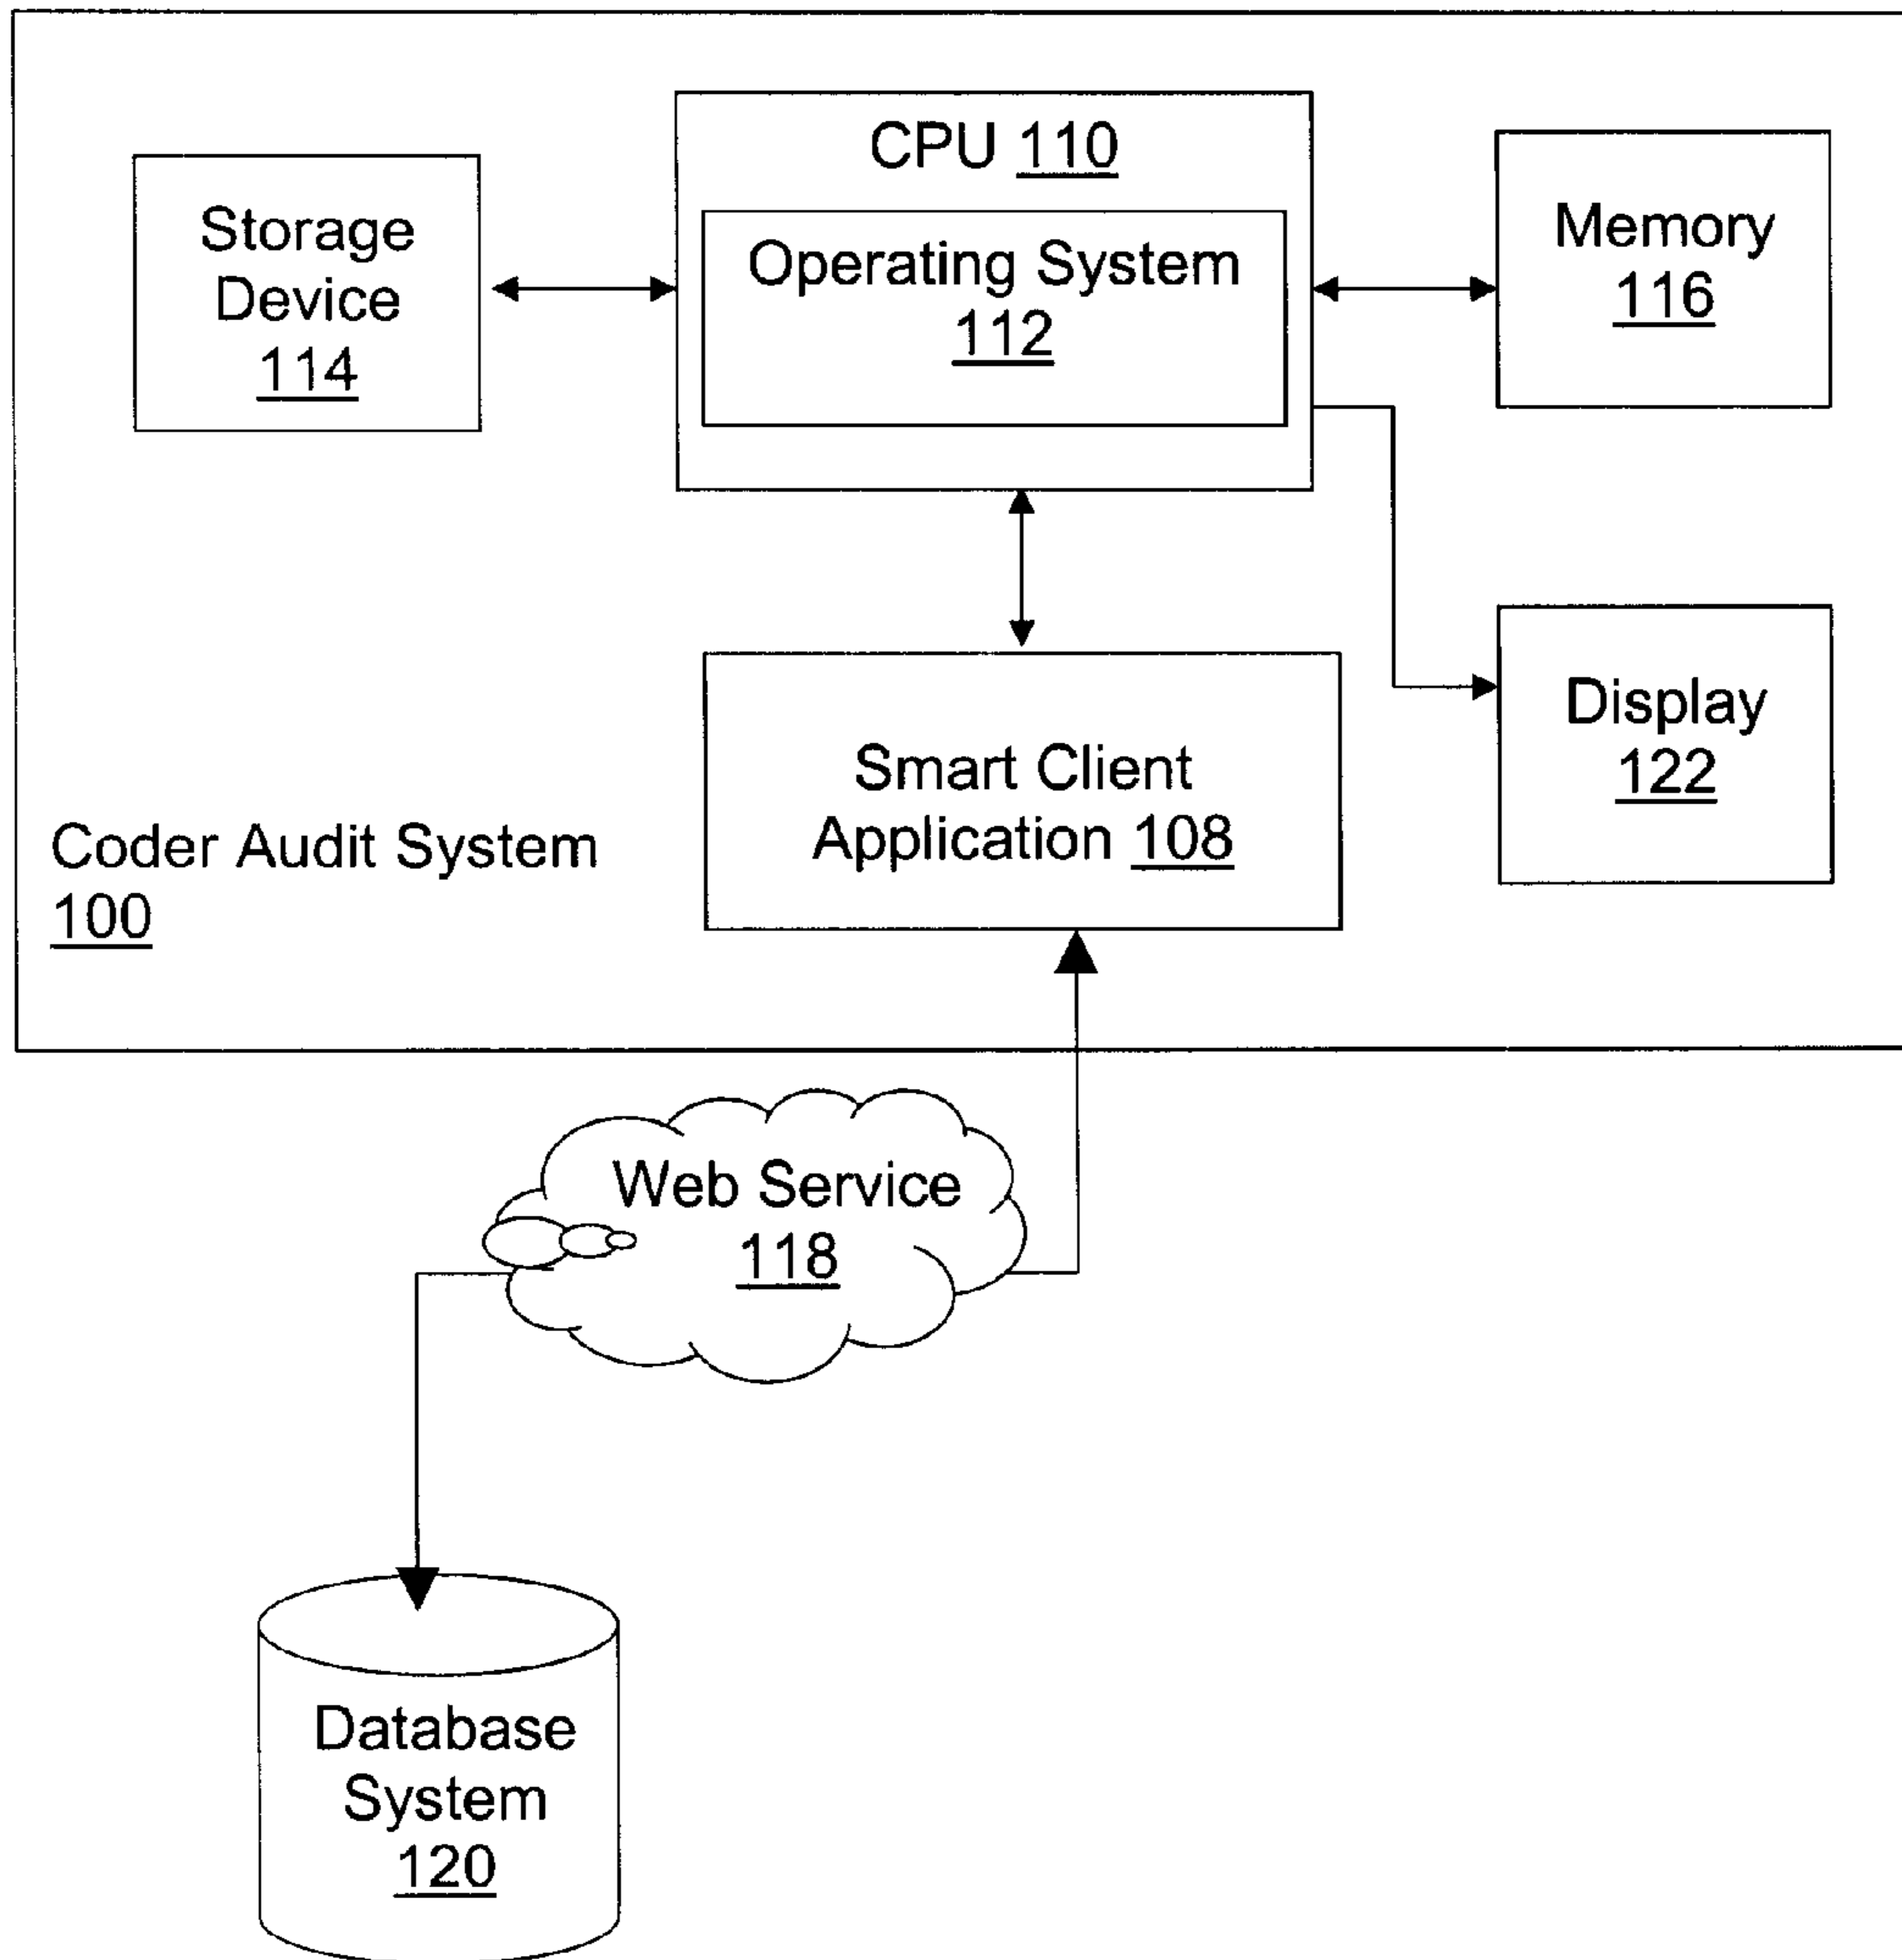 CPU 110
Storage
Device
114
Operating System
112
Memory
116
Smart Client
Application 108
Display
122
Coder Audit System
100
Web Service
118
Database
System
120